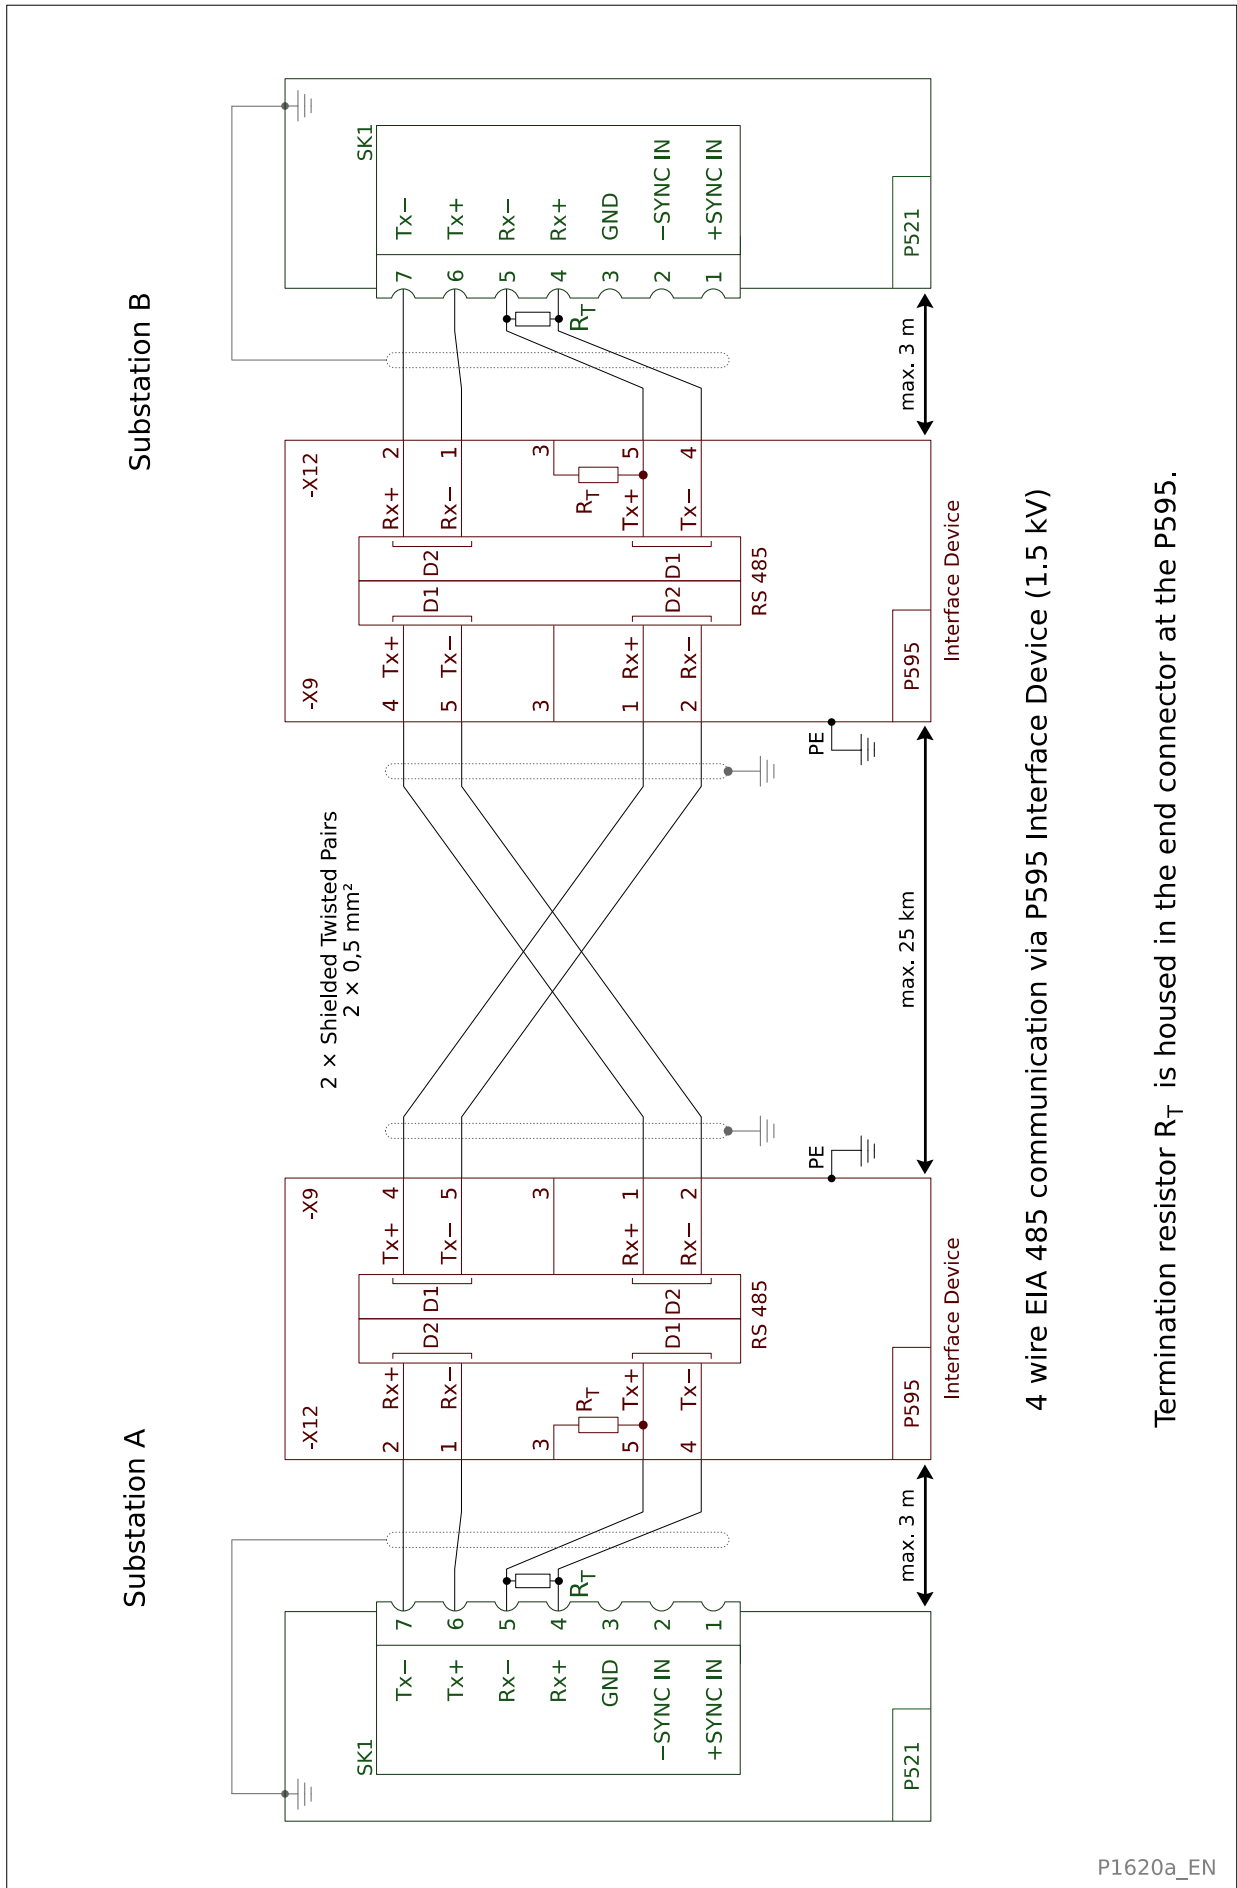 Substation A
Substation B
SK1
Tx− 7
Tx+ 6
Rx− 5
Rx+ 4
GND 3
−SYNC IN 2
+SYNC IN 1
P521
RT
max. 3 m
-X12
-X9
2 Rx+
1 Rx−
3
RT
5 Tx+
4 Tx−
D2 D1
D1 D2
RS 485
Tx+ 4
Tx− 5
3
Rx+ 1
Rx− 2
P595
Interface Device
PE
2 × Shielded Twisted Pairs
2 × 0,5 mm²
max. 25 km
-X9
-X12
4 Tx+
5 Tx−
3
1 Rx+
2 Rx−
D1 D2
D2 D1
RS 485
Rx+ 2
Rx− 1
3
RT
Tx+ 5
Tx− 4
P595
Interface Device
PE
max. 3 m
RT
SK1
7 Tx−
6 Tx+
5 Rx−
4 Rx+
3 GND
2 −SYNC IN
1 +SYNC IN
P521
4 wire EIA 485 communication via P595 Interface Device (1.5 kV)
Termination resistor RT is housed in the end connector at the P595.
P1620a_EN